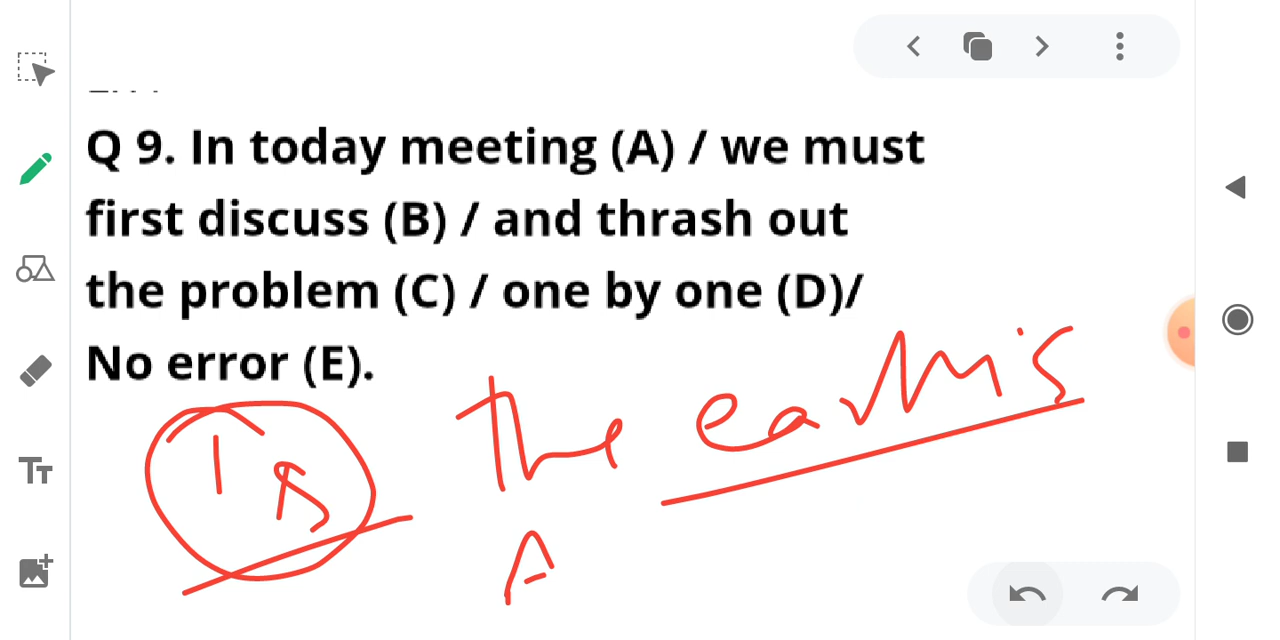 Q 9. In today meeting (A) / we must
first discuss (B) / and thrash out
the problem (C) / one by one (D)/
No error (E).
The earth's
A
Tт